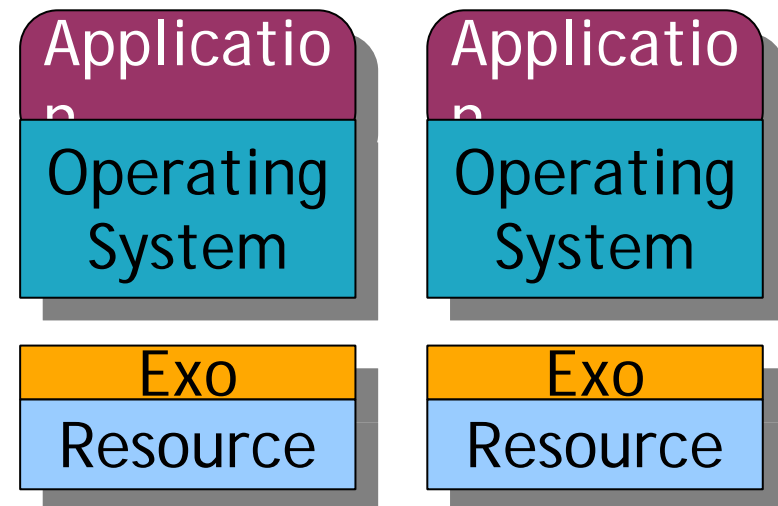 Applicatio
n
Operating
System
Exo
Resource
Applicatio
n
Operating
System
Exo
Resource